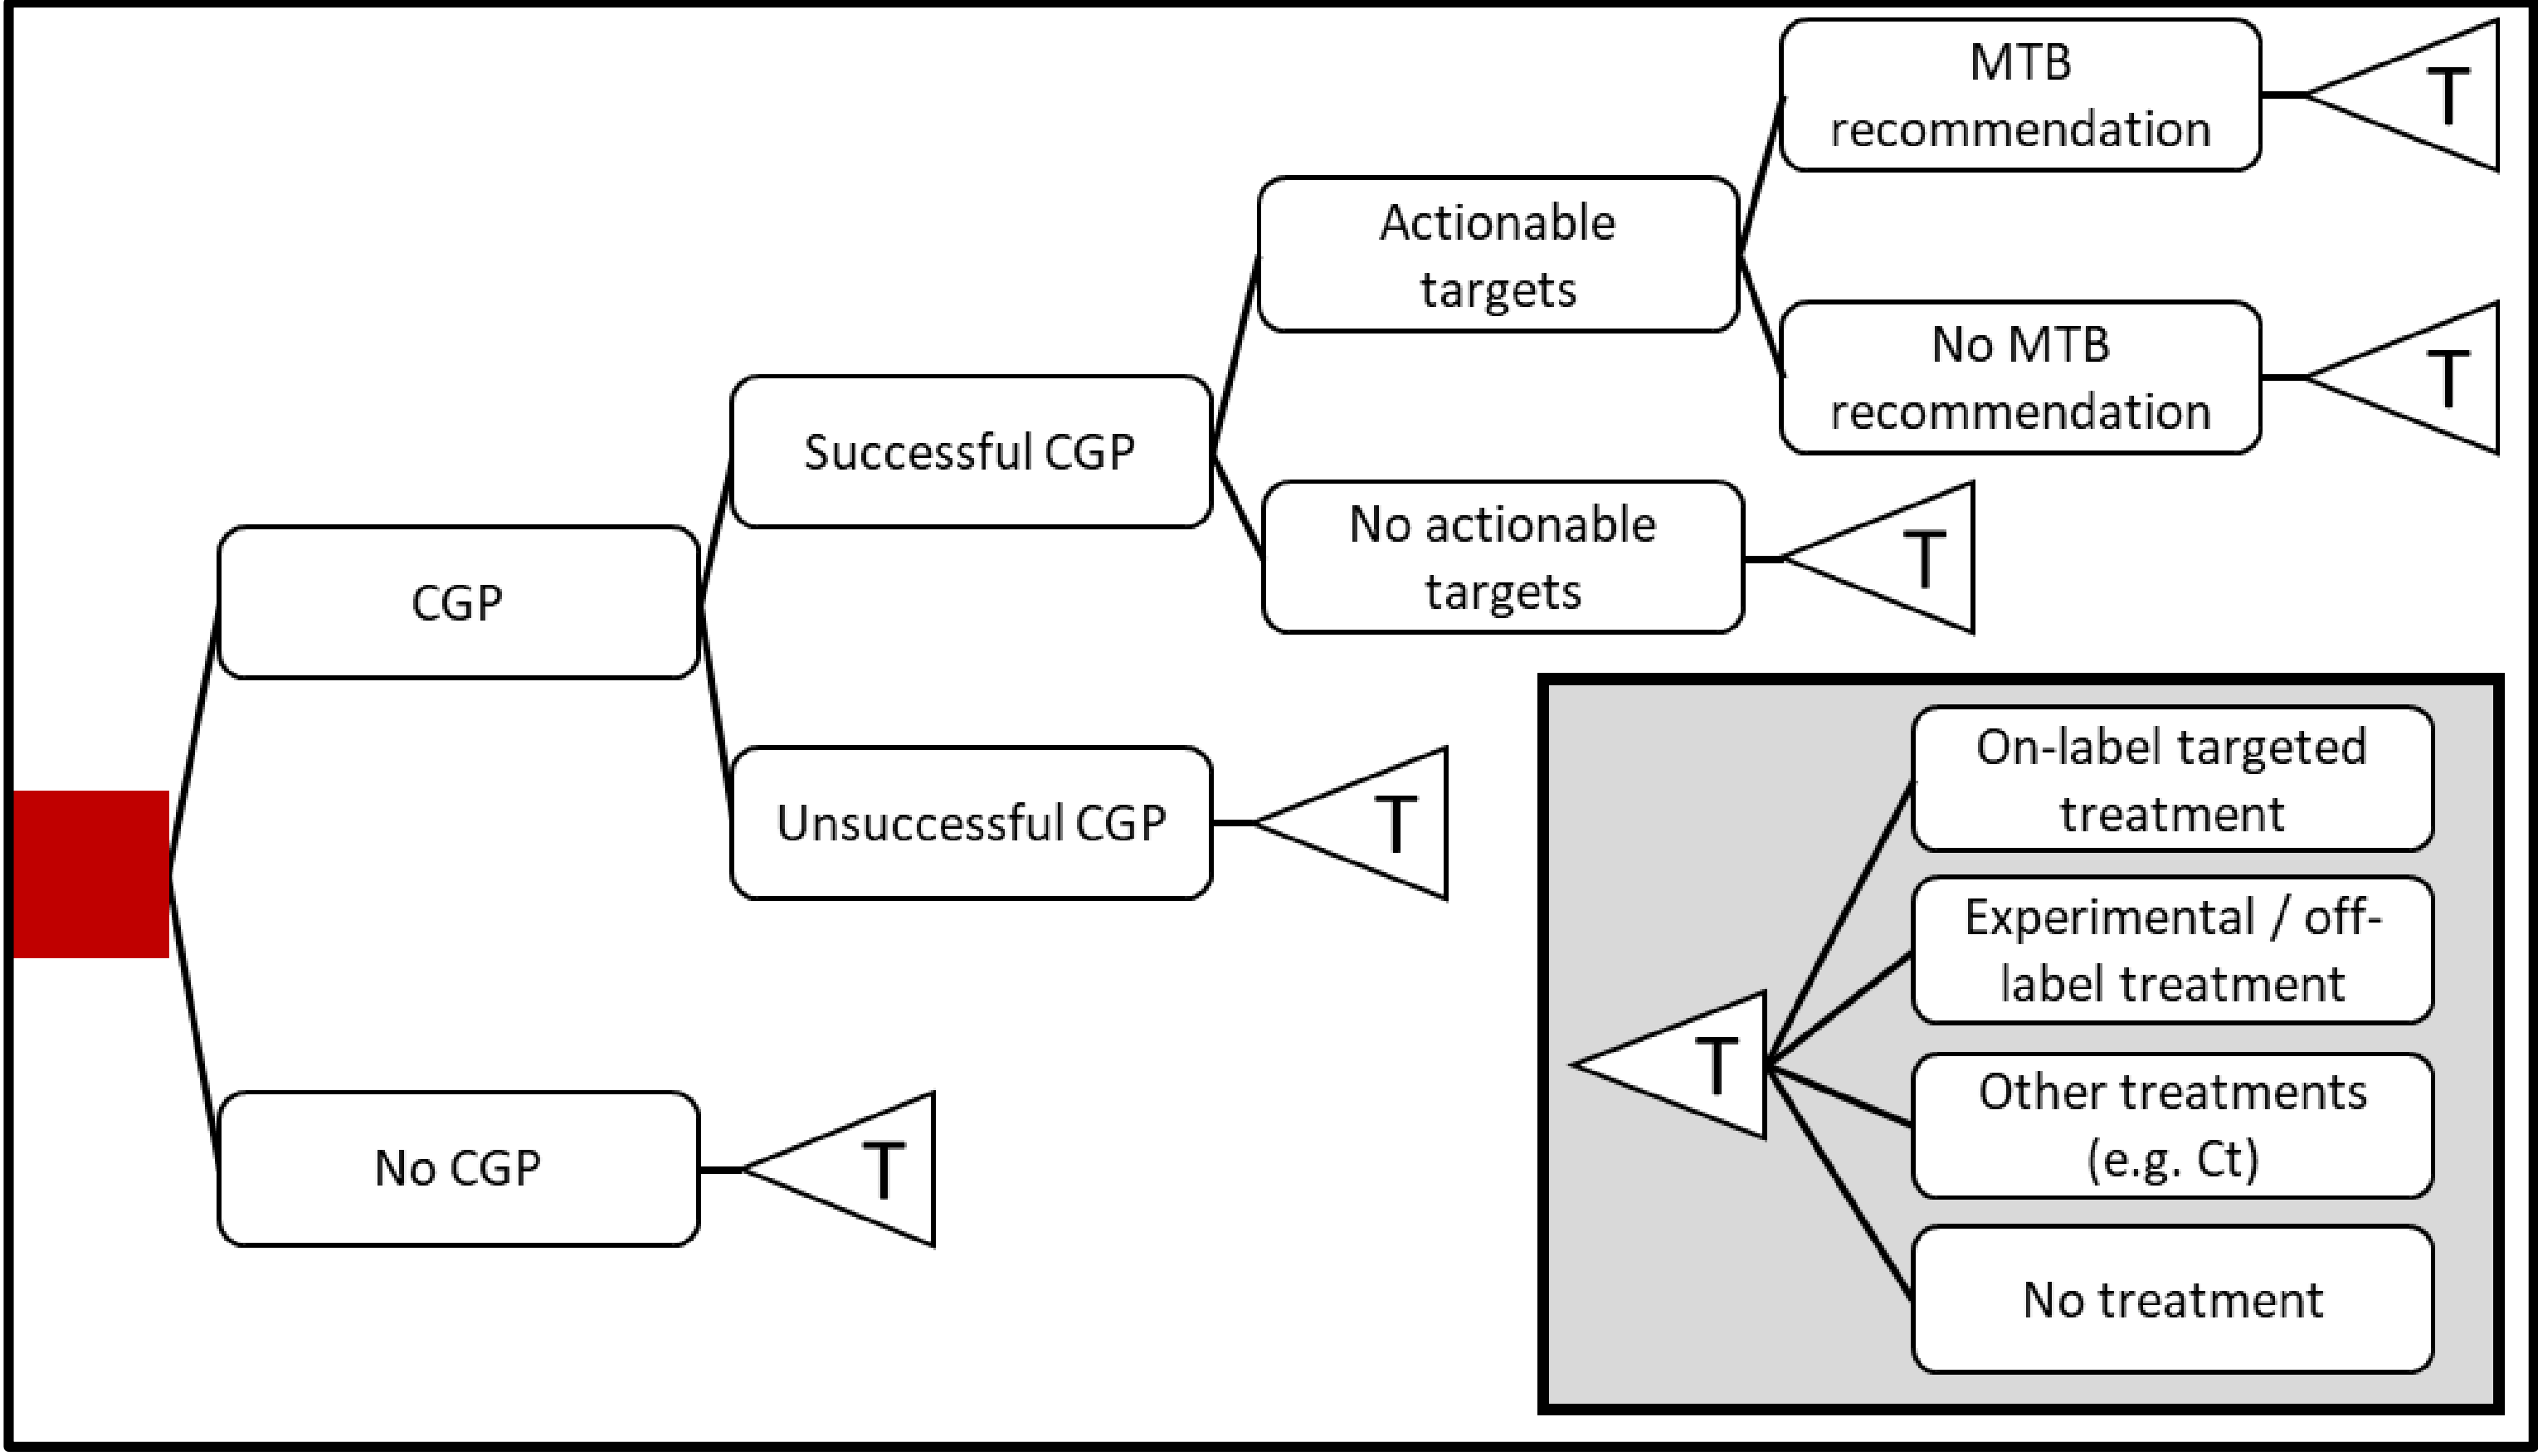 MTB
recommendation
T
Actionable
targets
No MTB
recommendation
T
Successful CGP
No actionable
targets
T
CGP
Unsuccessful CGP
T
No CGP
T
On-label targeted
treatment
Experimental / off-
label treatment
T
Other treatments
(e.g. Ct)
No treatment